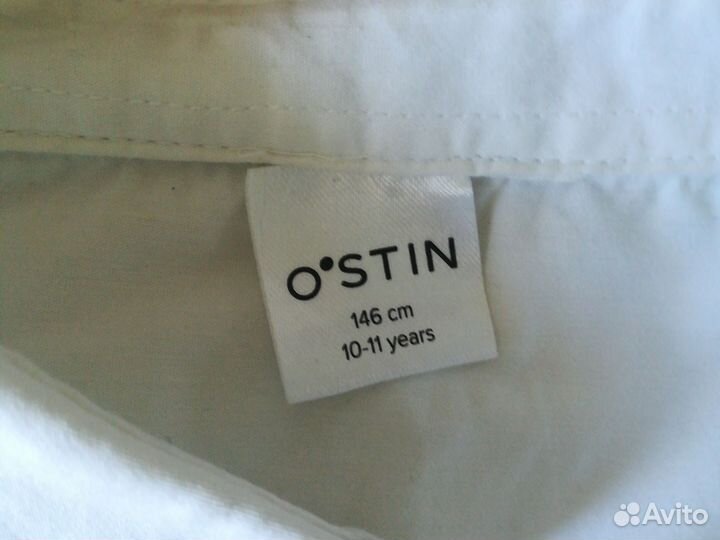 O'STIN
146 cm
10-11 years
Avito